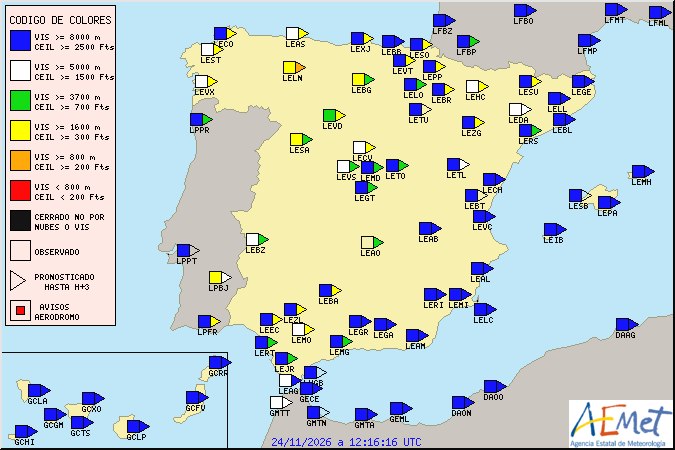 CODIGO DE COLORES
VIS >= 8000 m
CEIL >= 2500 Fts
VIS >= 5000 m
CEIL >= 1500 Fts
VIS >= 3700 m
CEIL >= 700 Fts
VIS >= 1600 m
CEIL >= 300 Fts
VIS >= 800 m
CEIL >= 200 Fts
VIS < 800 m
CEIL < 200 Fts
CERRADO NO POR
NUBES O VIS
OBSERVADO
PRONOSTICADO
HASTA H+3
AVISOS
AERODROMO
LFBO
LFMT
LFML
LFBZ
LECO
LEAS
LEXJ
LEBB
LESO
LFBP
LFMP
LEST
LEVT
LEPP
LEVX
LELN
LEBG
LELO
LEBR
LEHC
LESU
LEGE
LELL
LETU
LEDA
LPPR
LEVD
LEZG
LERS
LEBL
LESA
LECV
LEVS
LEMD
LETO
LETL
LEMH
LEGT
LECH
LEBT
LESB
LEPA
LEVC
LEAB
LEIB
LPPT
LEBZ
LEAO
LEAL
LPBJ
LEBA
LERI
LEMI
LELC
LPFR
LEEC
LEZL
LEMO
LEGR
LEGA
LEAM
DAAG
LERT
LEMG
LEJR
GCRR
LEAG
LXGB
GECE
DAOO
GCLA
GCXO
GCFV
GMTT
GMTN
GMTA
GEML
DAON
GCGM
GCTS
GCLP
GCHI
24/11/2026 a 12:16:16 UTC
AEMet
Agencia Estatal de Meteorología